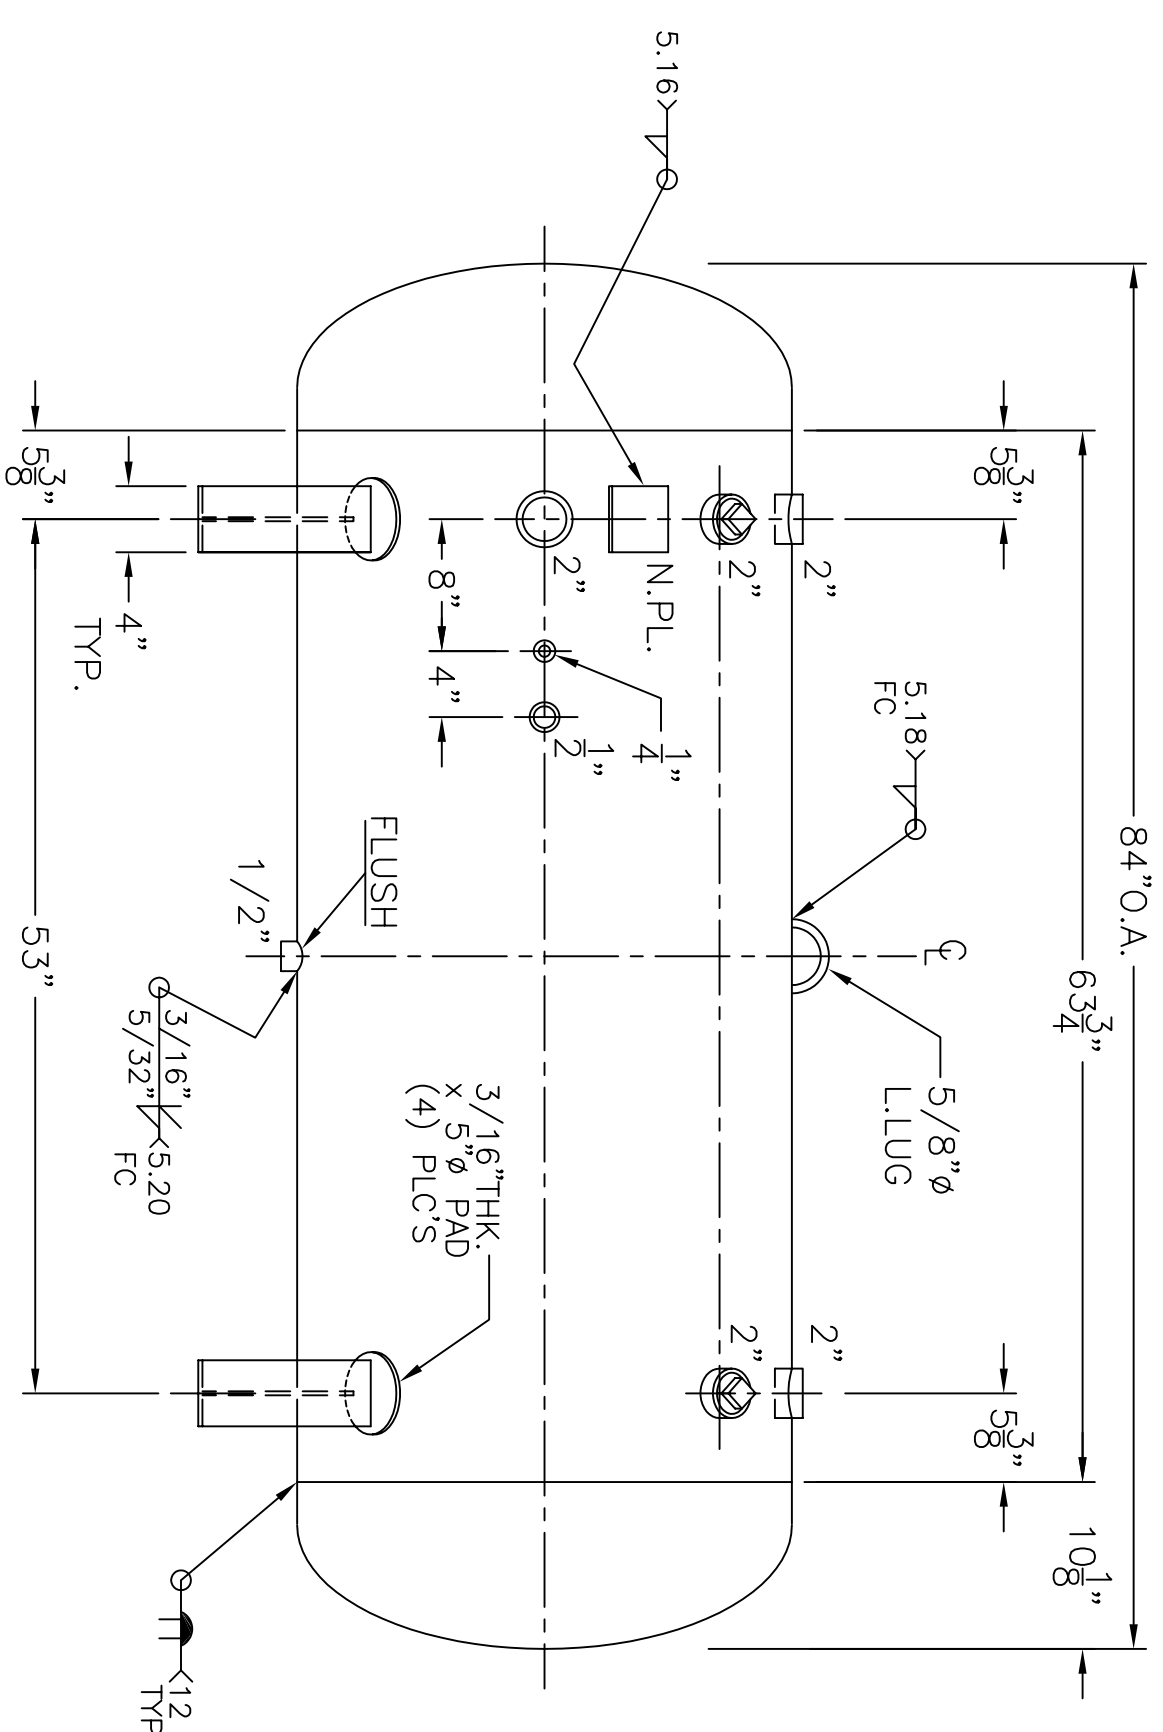 84"O.A.
63 3/4"
10 1/8"
5 3/8"
5 3/8"
℄
5/8"ø
L.LUG
5.18
FC
2"
2"
2"
2"
5.16
N.PL.
1/4"
1/2"
2"
8"
4"
3/16"THK.
x 5"ø PAD
(4) PLC'S
FLUSH
1/2"
3/16"
5/32"
5.20
FC
12
TYP
4"
TYP.
5 3/8"
53"